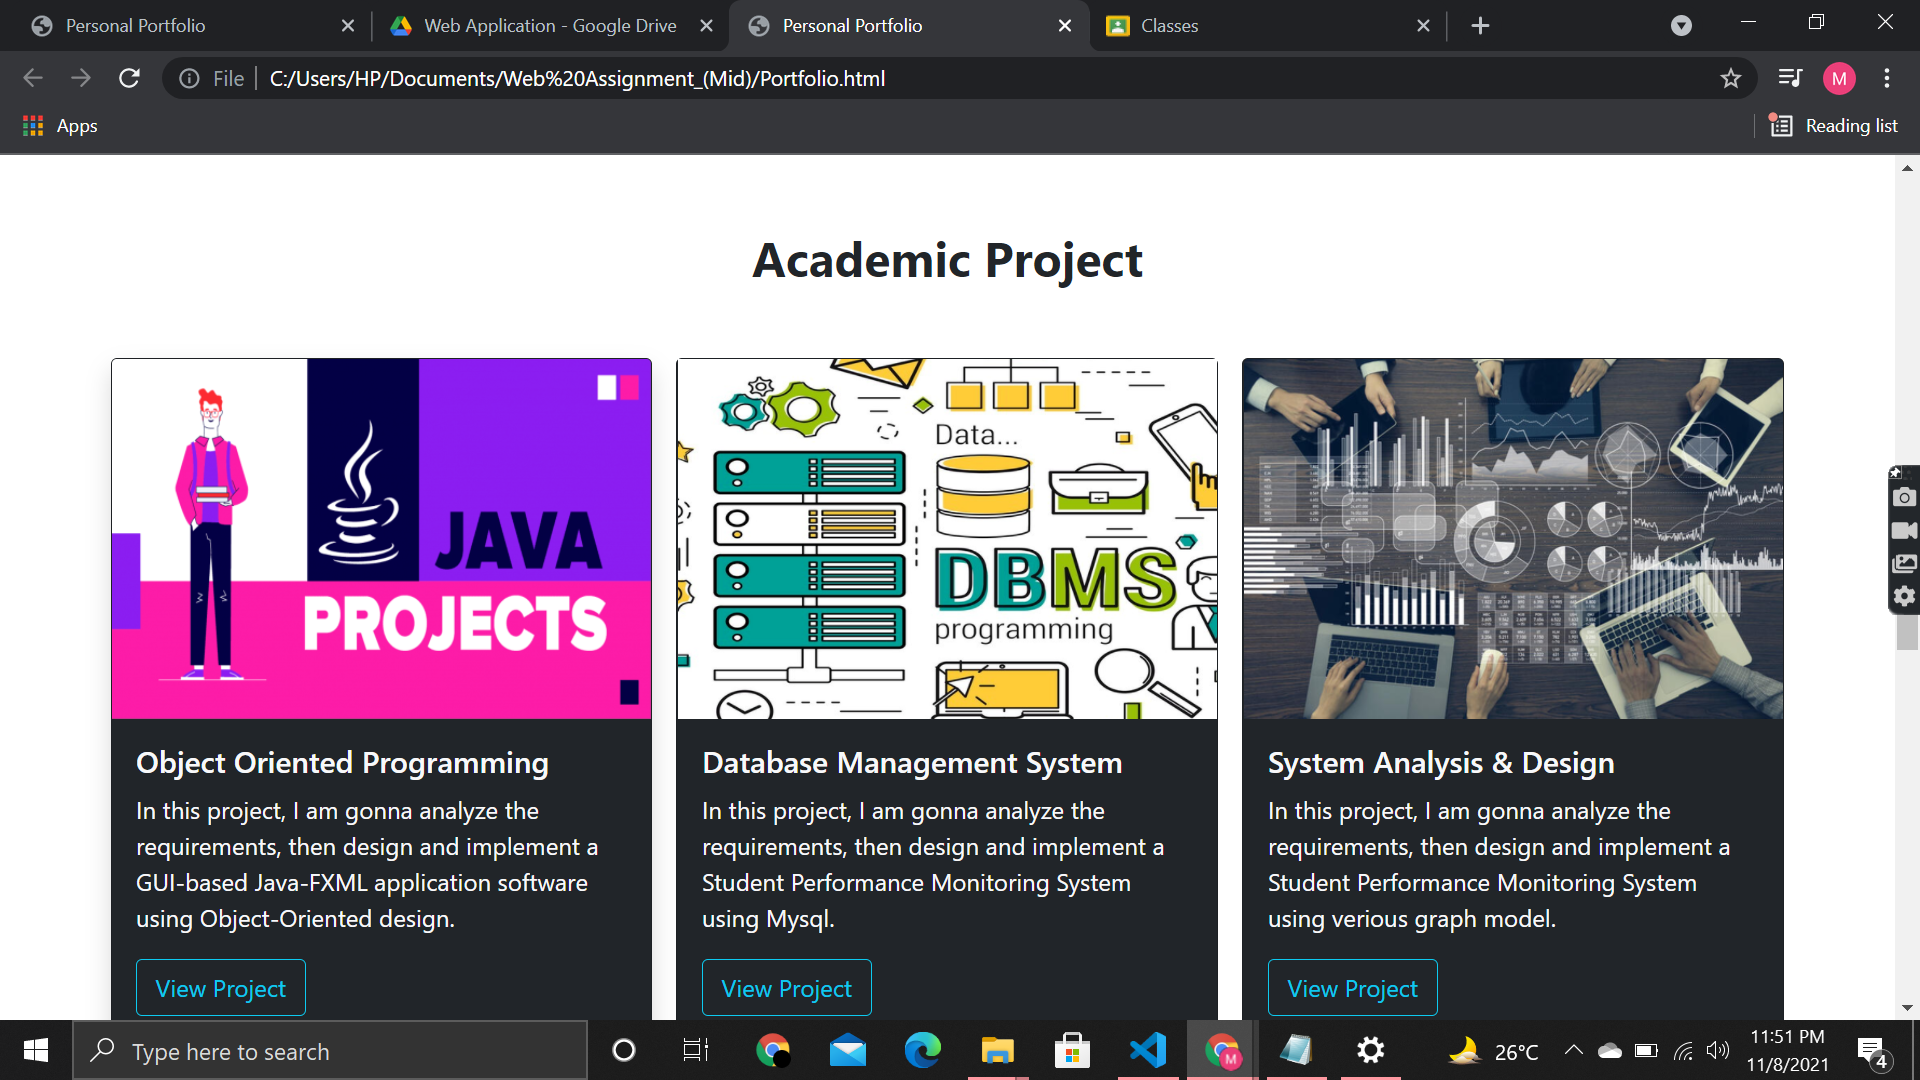 Personal Portfolio
Web Application - Google Drive
Personal Portfolio
Classes
File
C:/Users/HP/Documents/Web%20Assignment_(Mid)/Portfolio.html
M
Apps
Reading list
Academic Project
JAVA
PROJECTS
Data...
DBMS
programming
Object Oriented Programming
In this project, I am gonna analyze the
requirements, then design and implement a
GUI-based Java-FXML application software
using Object-Oriented design.
View Project
Database Management System
In this project, I am gonna analyze the
requirements, then design and implement a
Student Performance Monitoring System
using Mysql.
View Project
System Analysis & Design
In this project, I am gonna analyze the
requirements, then design and implement a
Student Performance Monitoring System
using verious graph model.
View Project
Type here to search
M
26°C
11:51 PM
11/8/2021
4